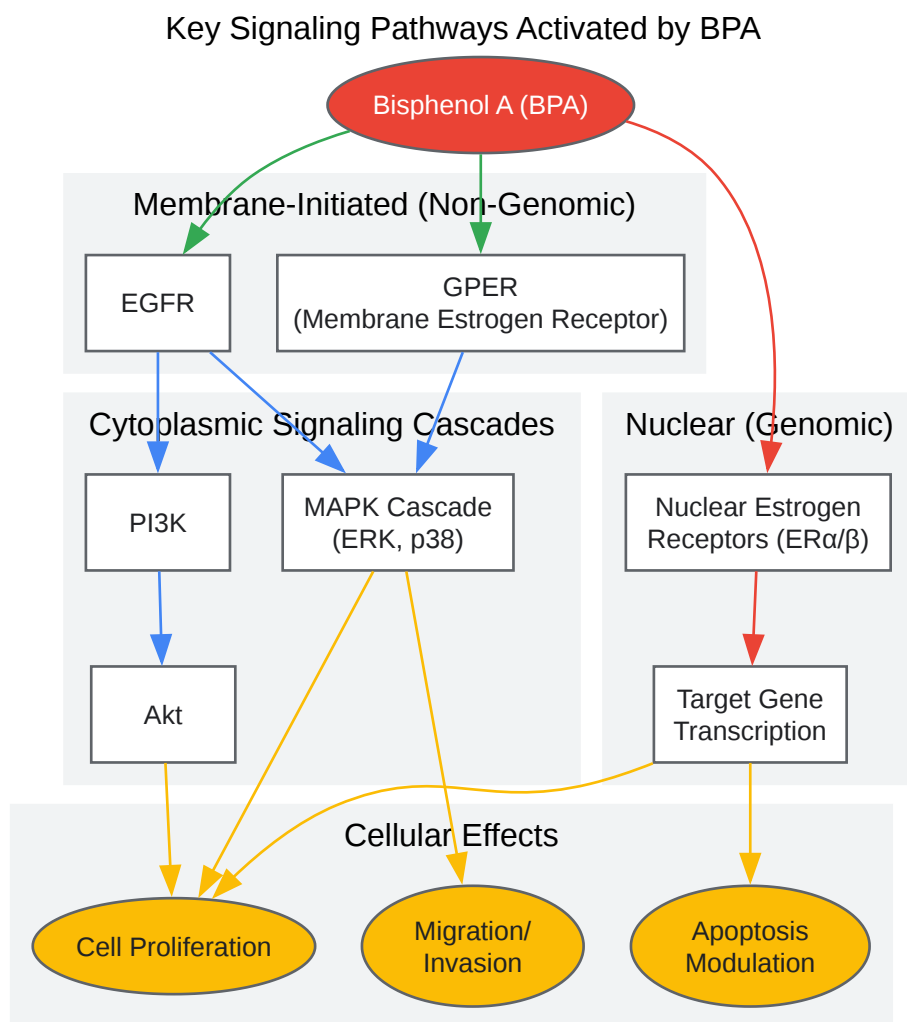 Key Signaling Pathways Activated by BPA
Bisphenol A (BPA)
Membrane-Initiated (Non-Genomic)
EGFR
GPER
(Membrane Estrogen Receptor)
Cytoplasmic Signaling Cascades
Nuclear (Genomic)
PI3K
MAPK Cascade
(ERK, p38)
Nuclear Estrogen
Receptors (ERα/β)
Akt
Target Gene
Transcription
Cellular Effects
Cell Proliferation
Migration/
Invasion
Apoptosis
Modulation